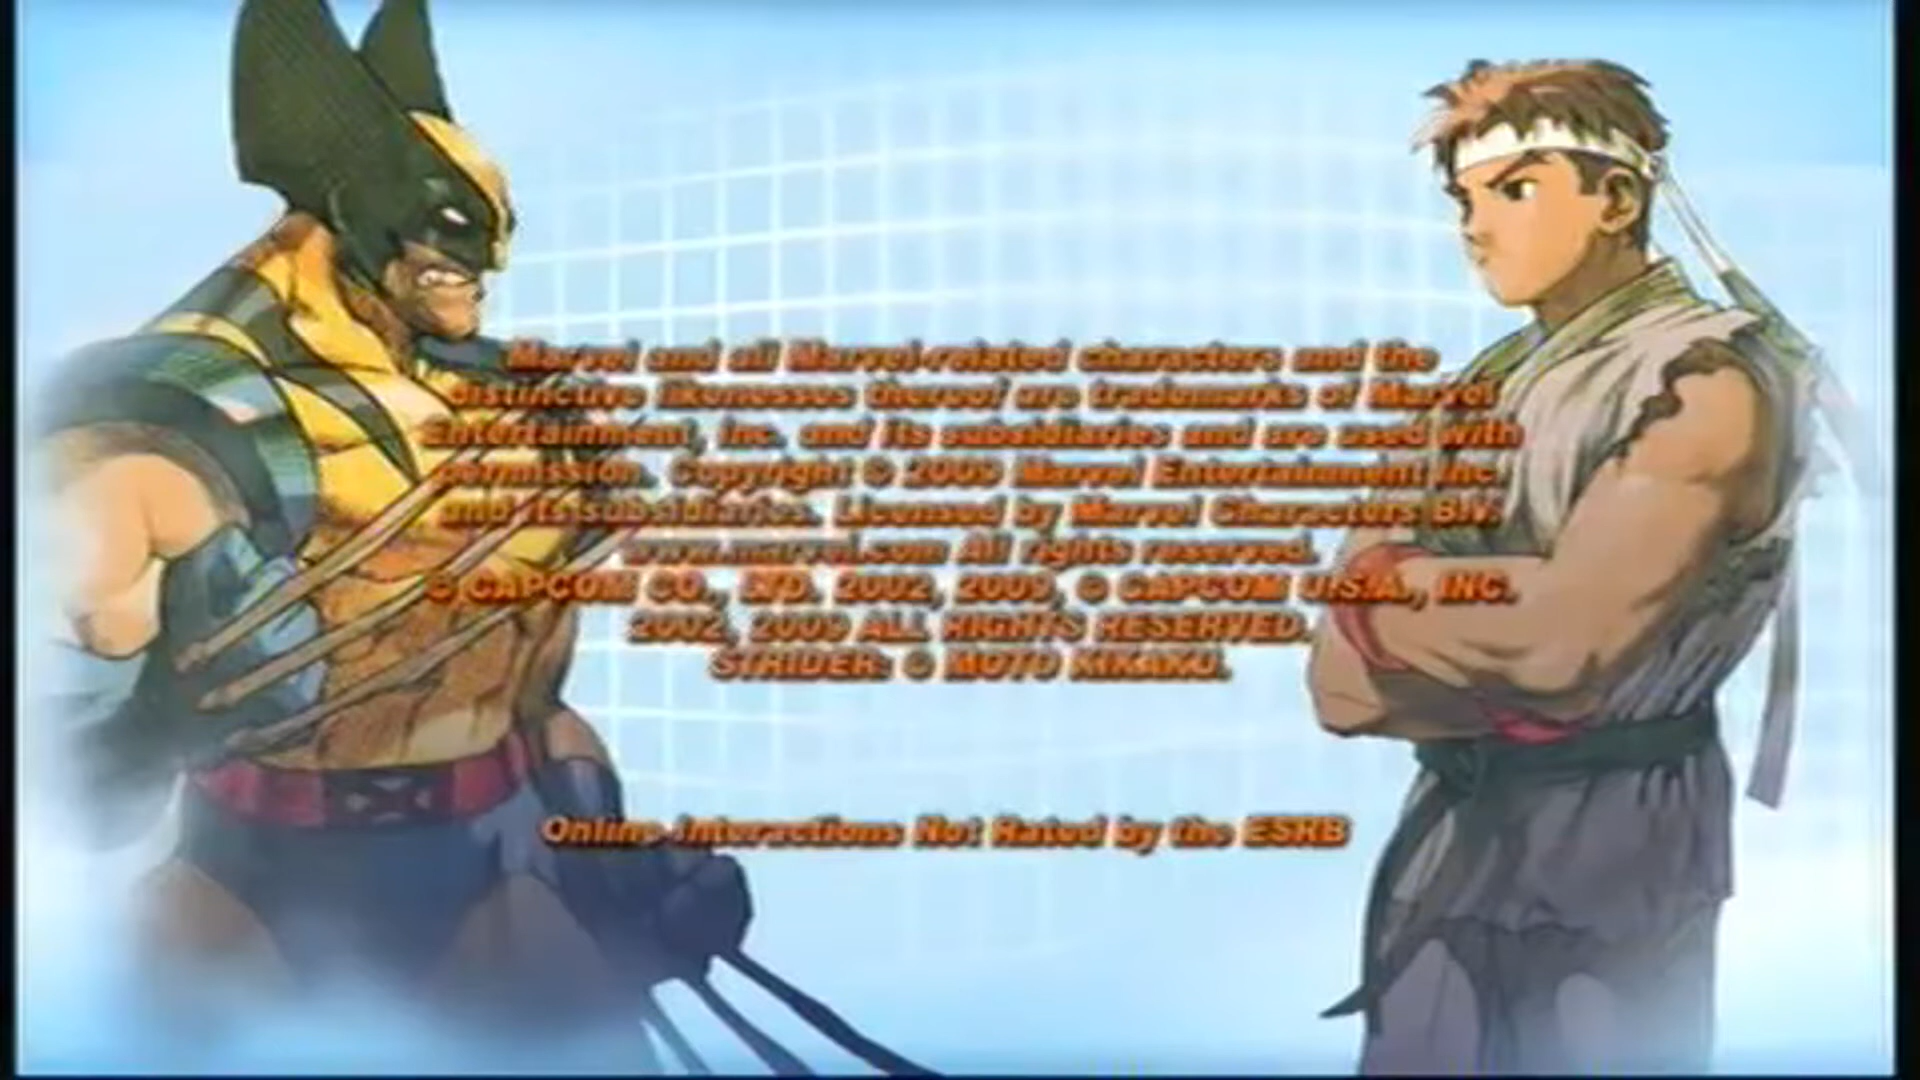 Marvel and all Marvel-related characters and the
distinctive likenesses thereof are trademarks of Marvel
Entertainment, Inc. and its subsidiaries and are used with
permission. Copyright © 2009 Marvel Entertainment Inc.
and its subsidiaries. Licensed by Marvel Characters B.V.
www.marvel.com All rights reserved.
© CAPCOM CO., LTD. 2002, 2009, © CAPCOM U.S.A., INC.
2002, 2009 ALL RIGHTS RESERVED.
STRIDER: © MOTO KIKAKU.
Online Interactions Not Rated by the ESRB